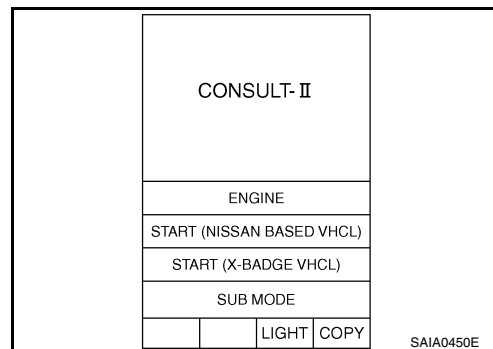 CONSULT-II
ENGINE
START (NISSAN BASED VHCL)
START (X-BADGE VHCL)
SUB MODE
LIGHT COPY
SAIA0450E